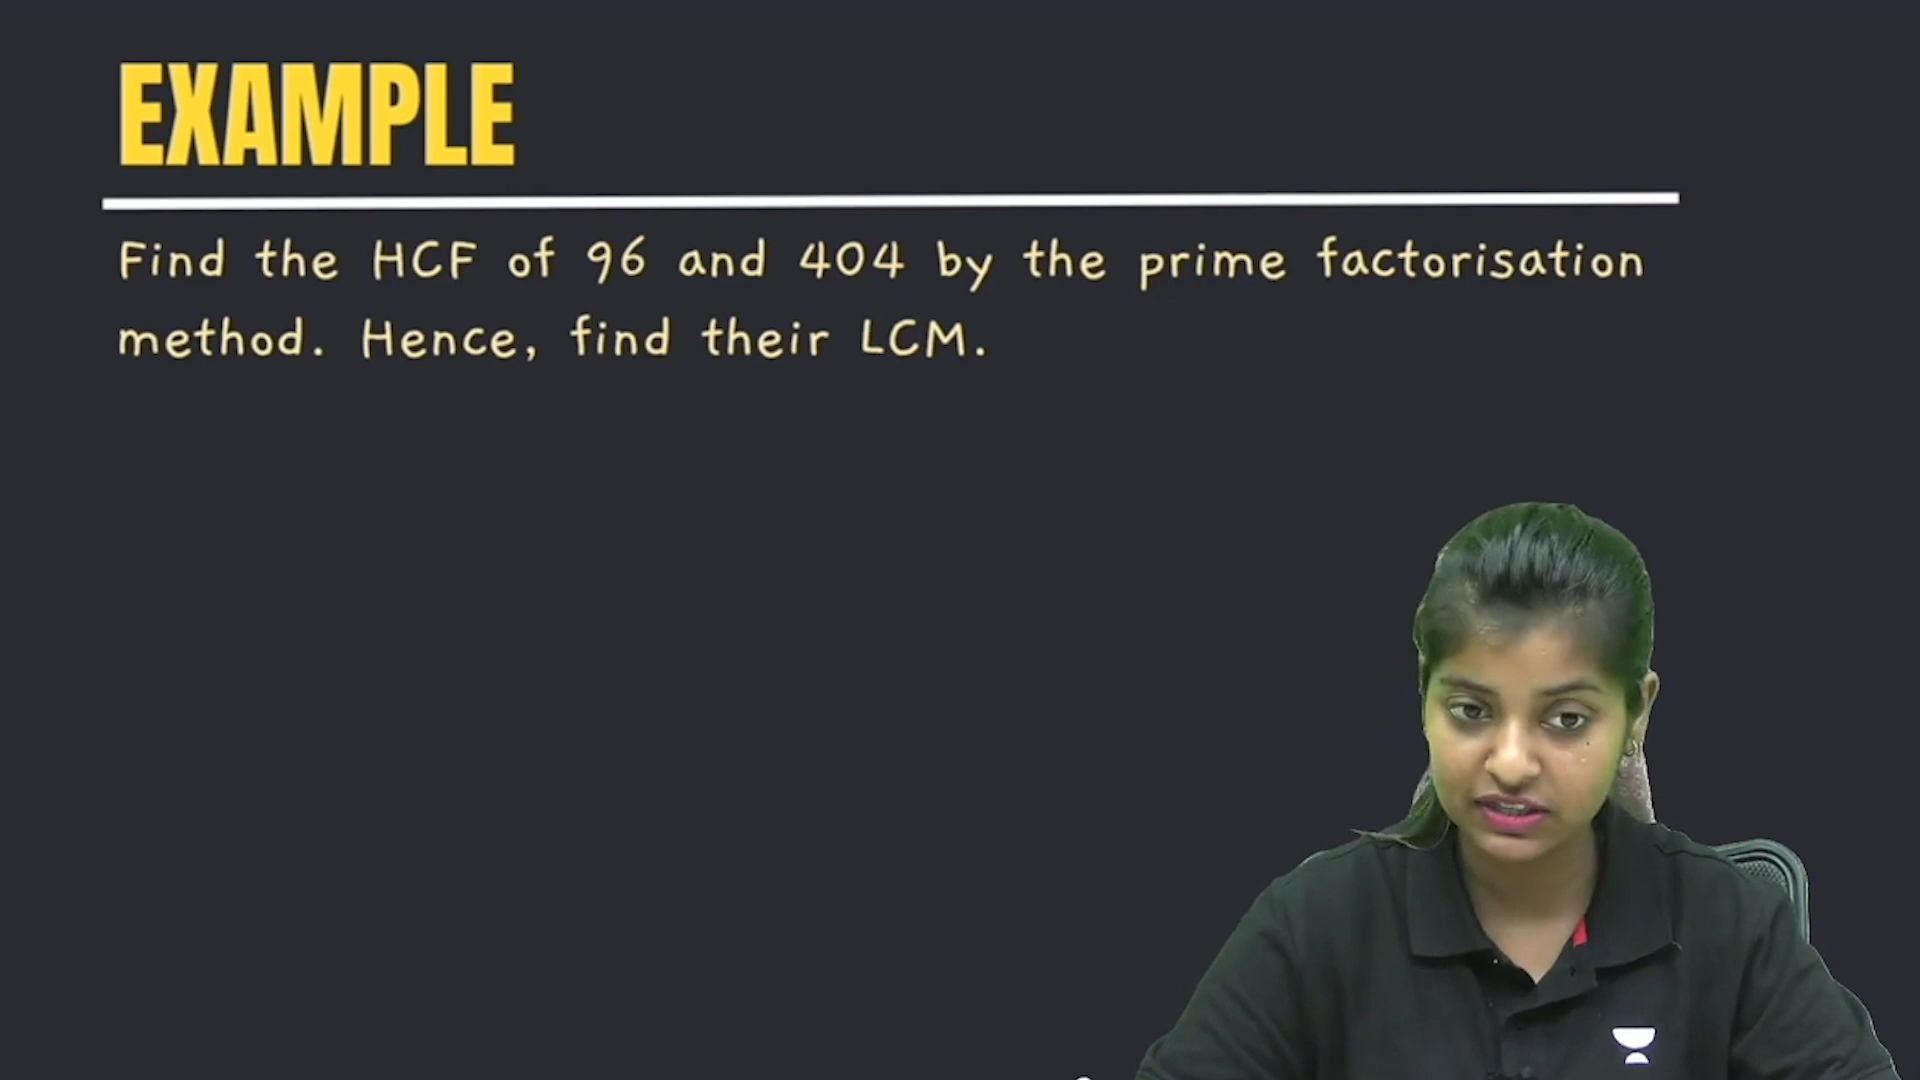 EXAMPLE
Find the HCF of 96 and 404 by the prime factorisation
method. Hence, find their LCM.